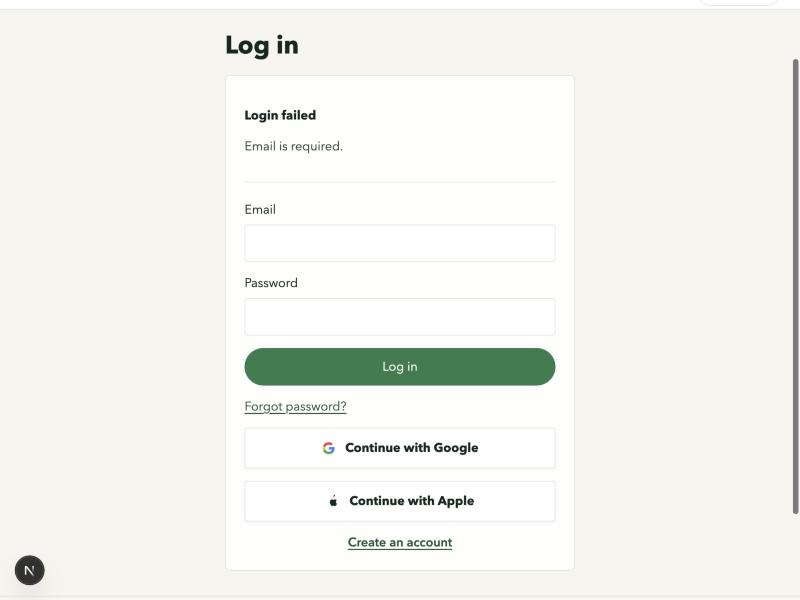 Log in
Login failed
Email is required.
Email
Password
Log in
Forgot password?
Continue with Google
Continue with Apple
Create an account
N